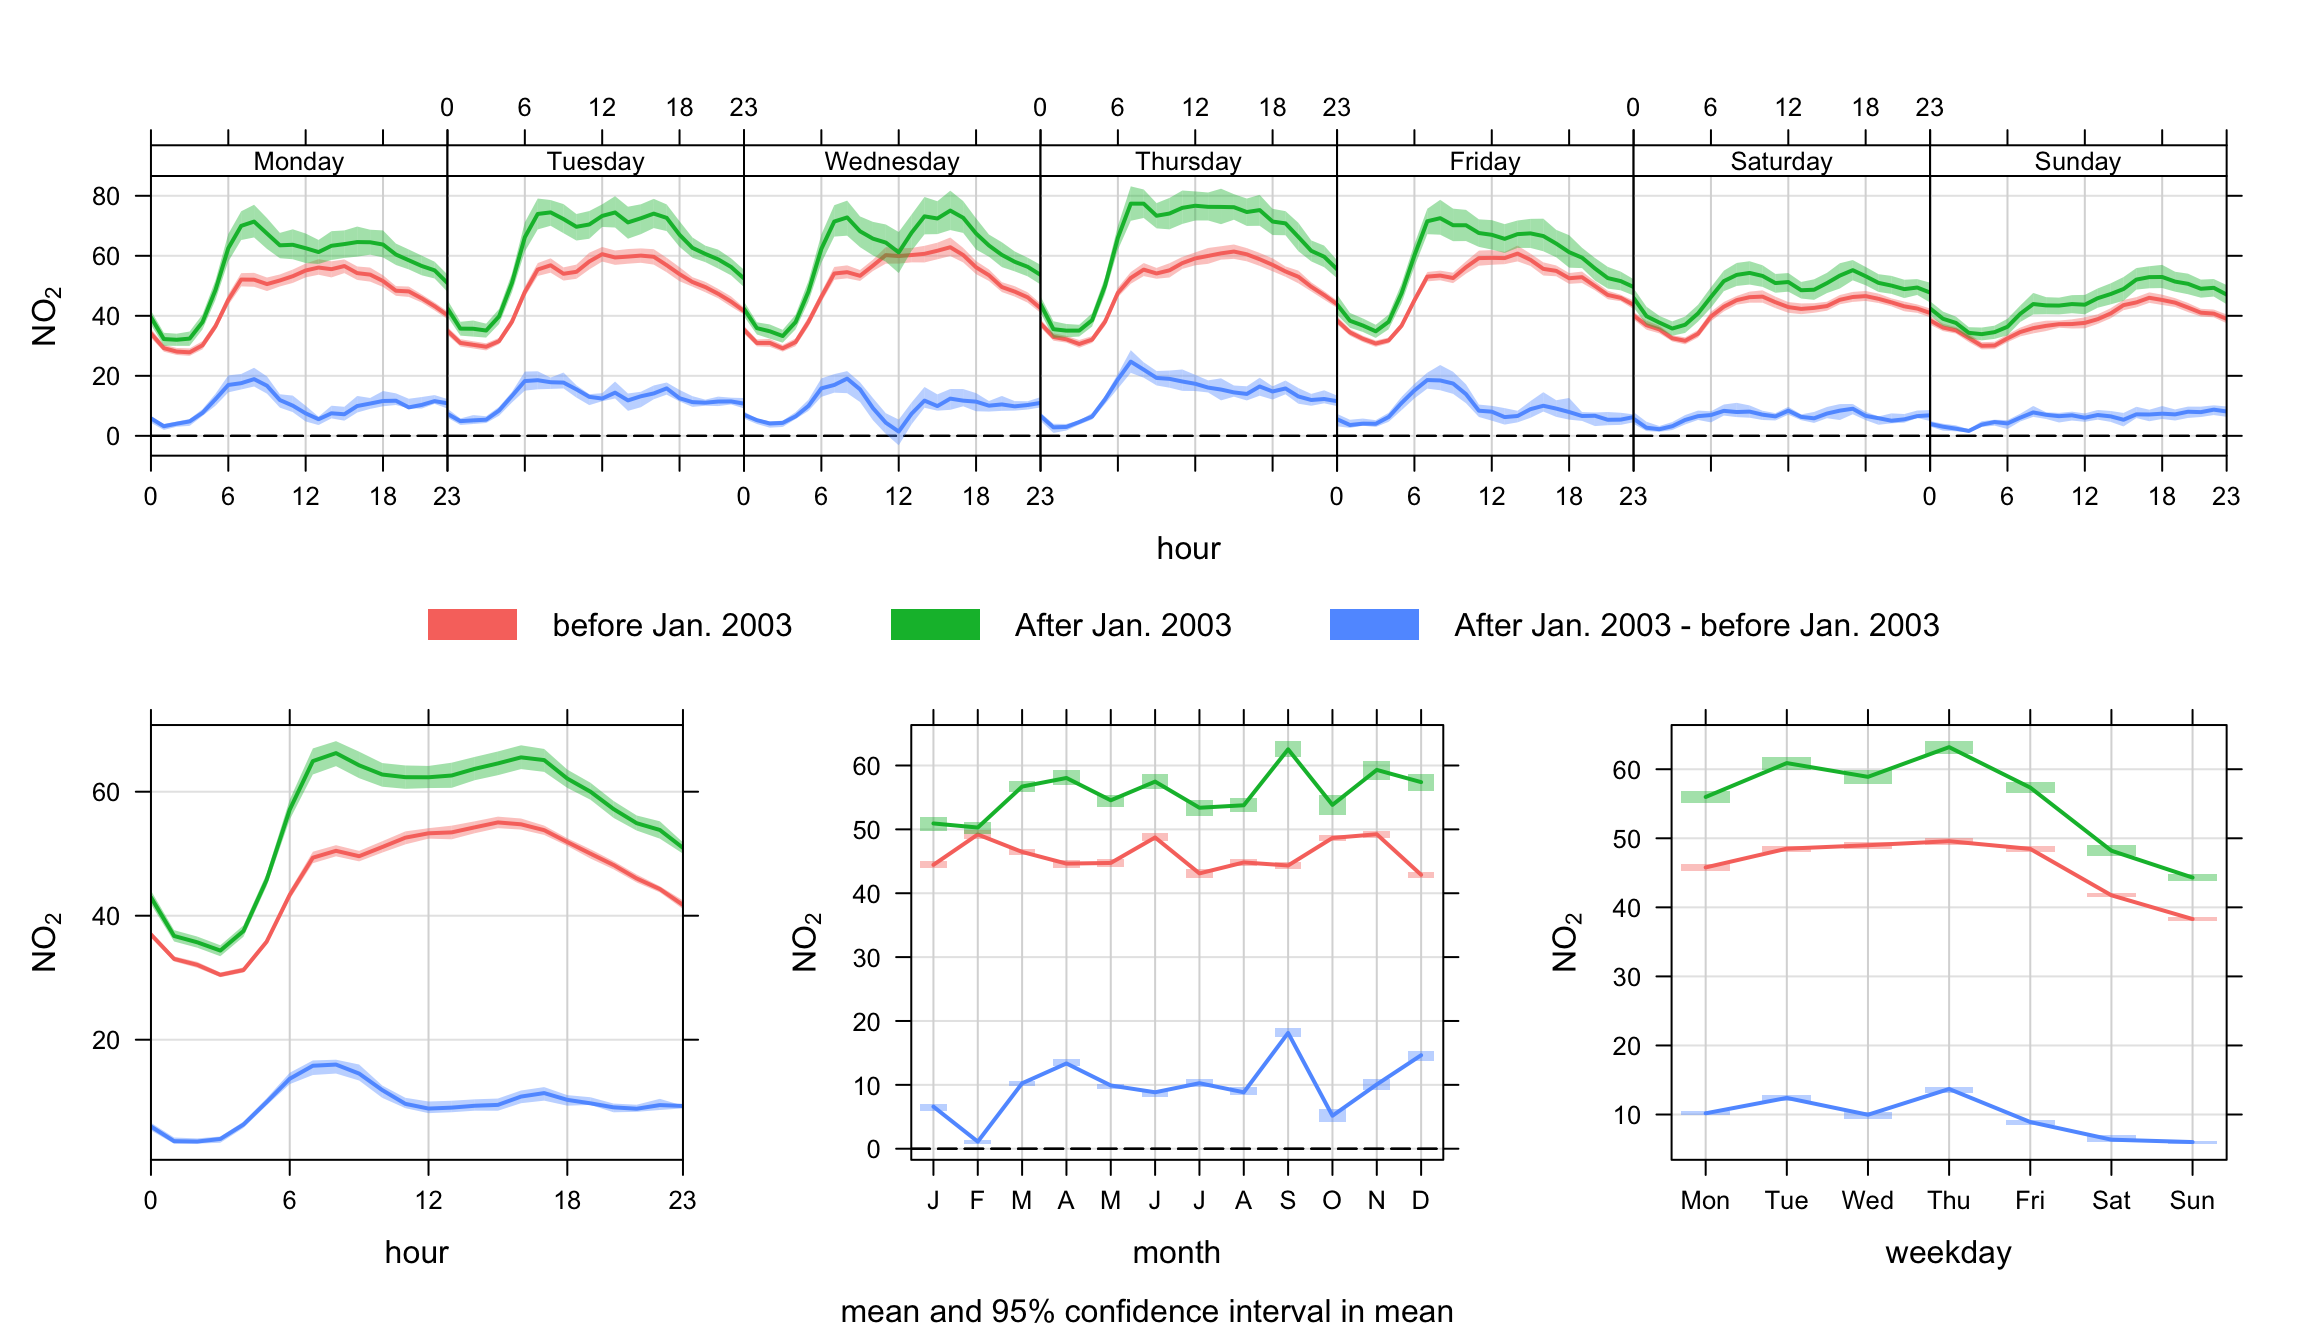 0 6 12 18 23 0 6 12 18 23 0 6 12 18 23
Monday Tuesday Wednesday Thursday Friday Saturday Sunday
80
60
40
20
0
NO2
0 6 12 18 23 0 6 12 18 23 0 6 12 18 23 0 6 12 18 23
hour
before Jan. 2003 After Jan. 2003 After Jan. 2003 - before Jan. 2003
60
40
20
NO2
0 6 12 18 23
hour
60
50
40
30
20
10
0
NO2
J F M A M J J A S O N D
month
60
50
40
30
20
10
NO2
Mon Tue Wed Thu Fri Sat Sun
weekday
mean and 95% confidence interval in mean